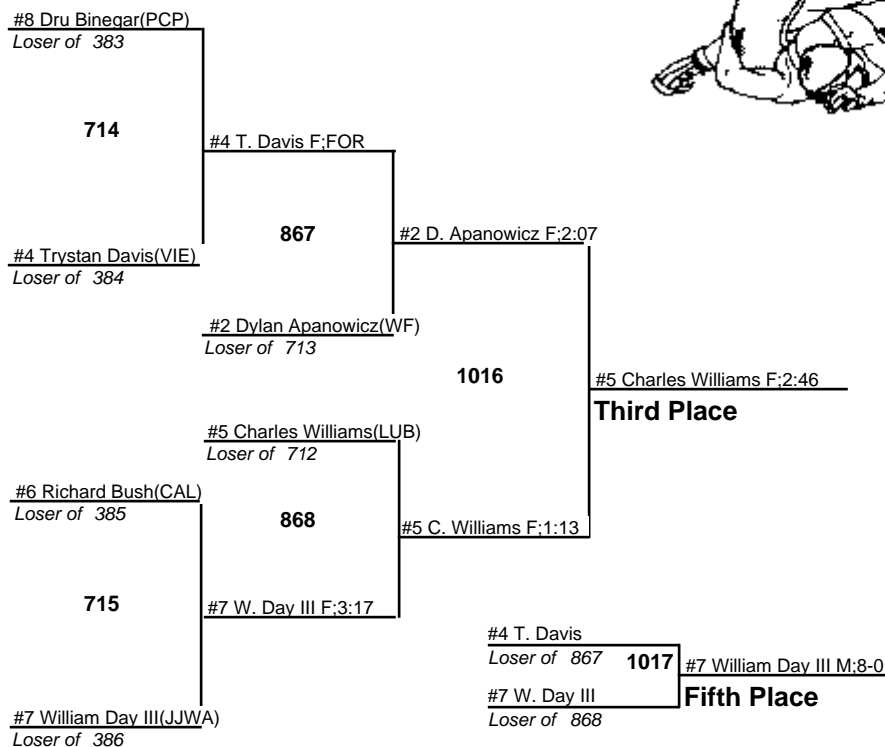 #8 Dru Binegar(PCP)
Loser of 383
714
#4 T. Davis F;FOR
867
#2 D. Apanowicz F;2:07
#4 Trystan Davis(VIE)
Loser of 384
#2 Dylan Apanowicz(WF)
Loser of 713
1016
#5 Charles Williams F;2:46
Third Place
#5 Charles Williams(LUB)
Loser of 712
#6 Richard Bush(CAL)
Loser of 385
868
#5 C. Williams F;1:13
715
#7 W. Day III F;3:17
#4 T. Davis
Loser of 867
1017
#7 William Day III M;8-0
Fifth Place
#7 W. Day III
Loser of 868
#7 William Day III(JJWA)
Loser of 386